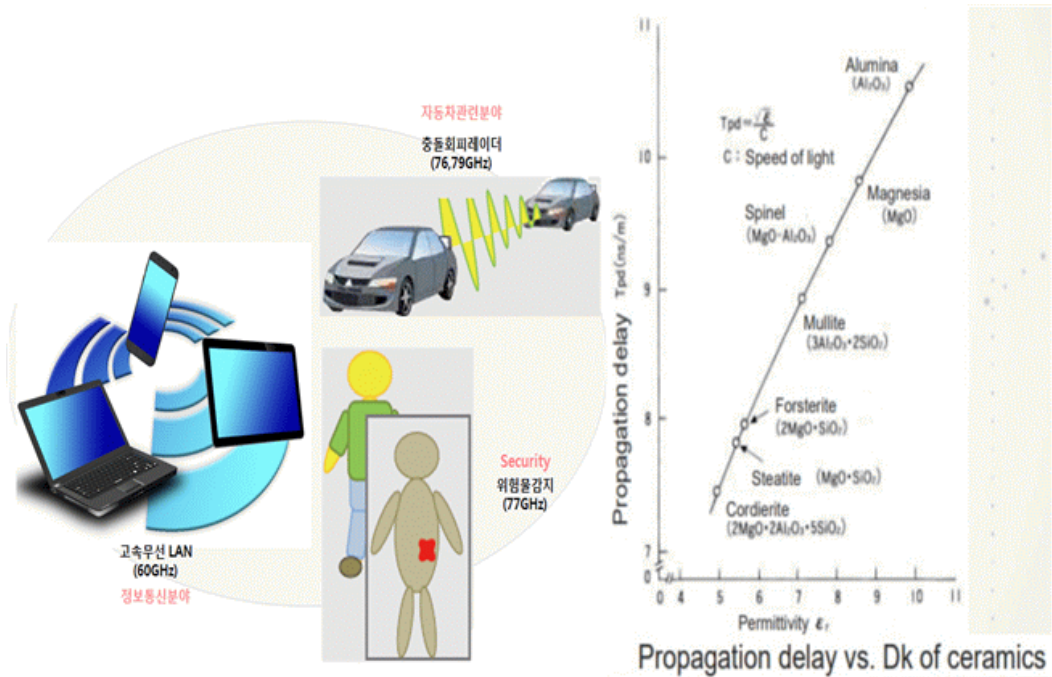 자동차관련분야
충돌회피레이더
(76,79GHz)
고속무선 LAN
(60GHz)
정보통신분야
Security
위험물감지
(77GHz)
11
10
9
8
7
0
Propagation delay Tpd(ns/m)
Tpd=√ε/C
C: Speed of light
Alumina
(Al₂O₃)
Magnesia
(MgO)
Spinel
(MgO-Al₂O₃)
Mullite
(3Al₂O₃+2SiO₂)
Forsterite
(2MgO+SiO₂)
Steatite (MgO+SiO₂)
Cordierite
(2MgO+2Al₂O₃+5SiO₂)
0 4 5 6 7 8 9 10 11
Permittivity εr
Propagation delay vs. Dk of ceramics